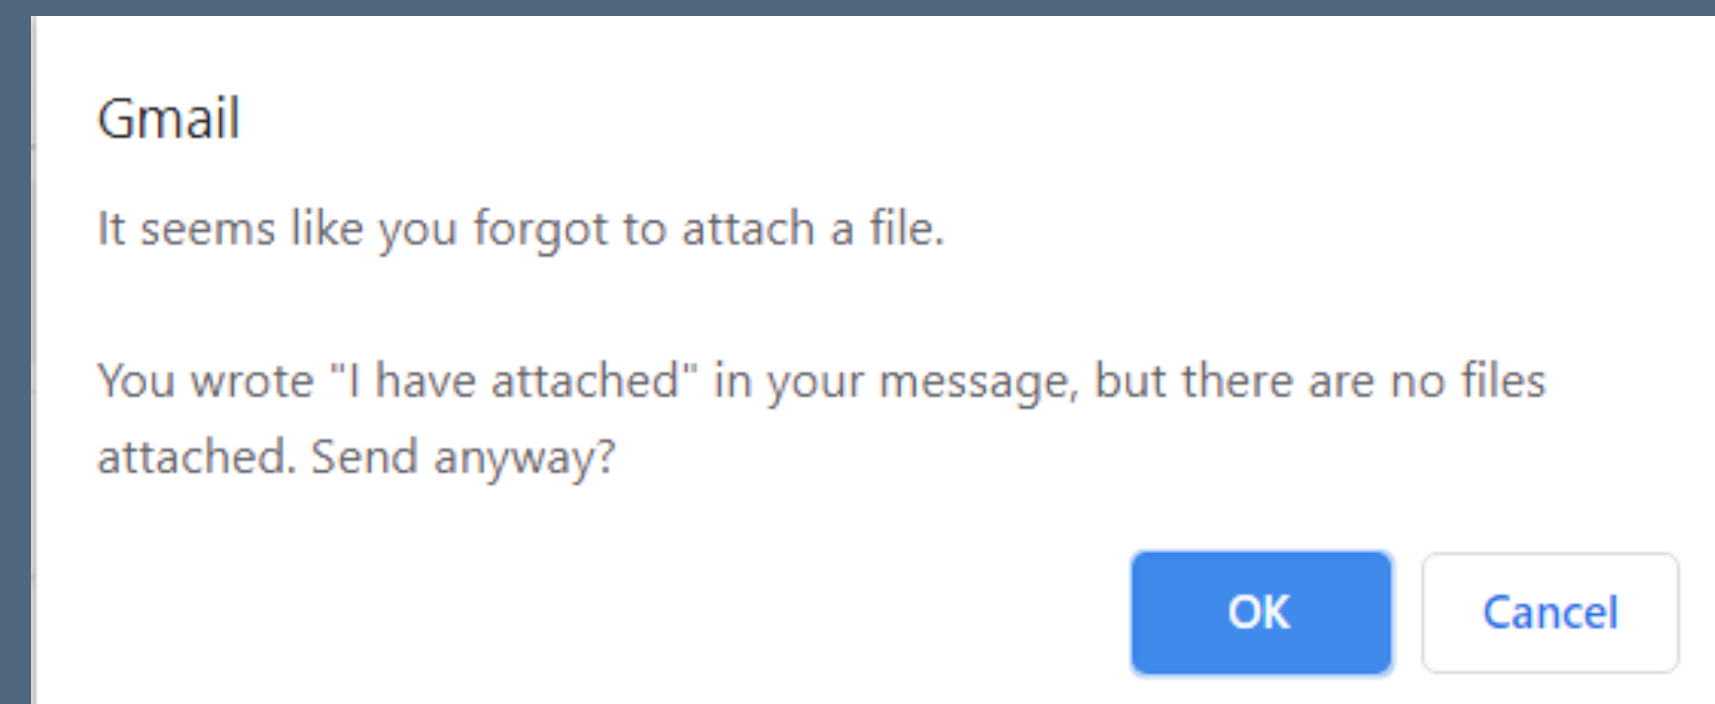 Gmail
It seems like you forgot to attach a file.
You wrote "I have attached" in your message, but there are no files
attached. Send anyway?
OK
Cancel